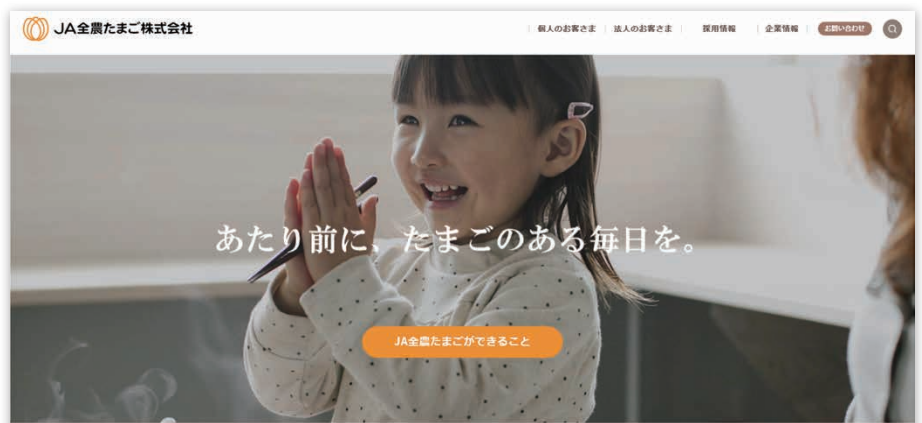 JA全農たまご株式会社
個人のお客さま
法人のお客さま
採用情報
企業情報
お問い合わせ
あたり前に、たまごのある毎日を。
JA全農たまごができること